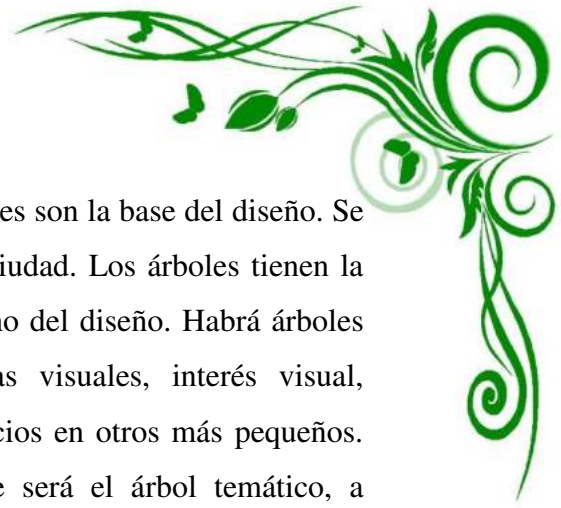 es son la base del diseño. Se
iudad. Los árboles tienen la
no del diseño. Habrá árboles
as visuales, interés visual,
cios en otros más pequeños.
e será el árbol temático, a